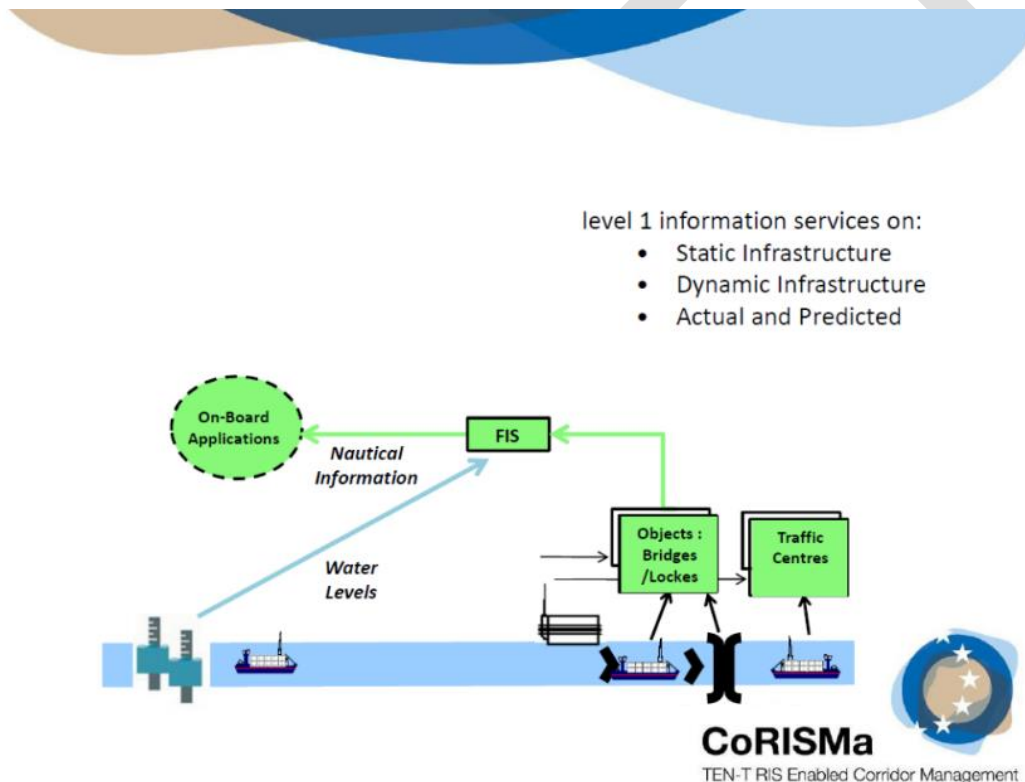 level 1 information services on:
• Static Infrastructure
• Dynamic Infrastructure
• Actual and Predicted
On-Board
Applications
FIS
Nautical
Information
Objects :
Bridges
/Lockes
Traffic
Centres
Water
Levels
CoRISMa
TEN-T RIS Enabled Corridor Management